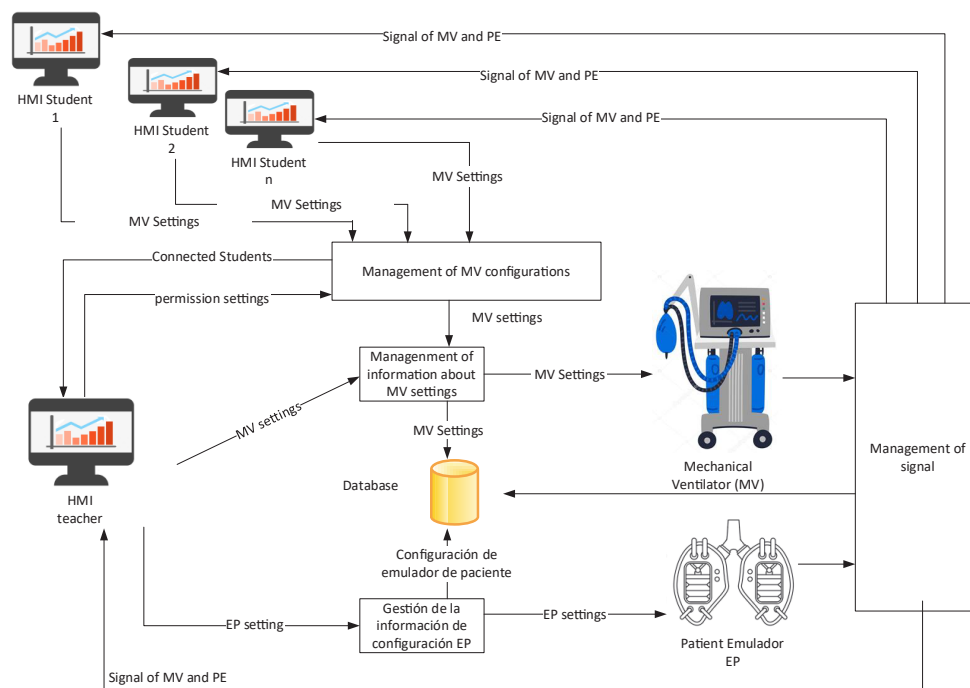 Signal of MV and PE
Signal of MV and PE
Signal of MV and PE
HMI Student
1
HMI Student
2
HMI Student
n
MV Settings
MV Settings
MV Settings
Connected Students
permission settings
Management of MV configurations
MV settings
Managenment of
information about
MV settings
MV Settings
MV settings
MV Settings
HMI
teacher
Database
Mechanical
Ventilator (MV)
Management of
signal
Configuración de
emulador de paciente
EP setting
Gestión de la
información de
configuración EP
EP settings
Patient Emulador
EP
Signal of MV and PE